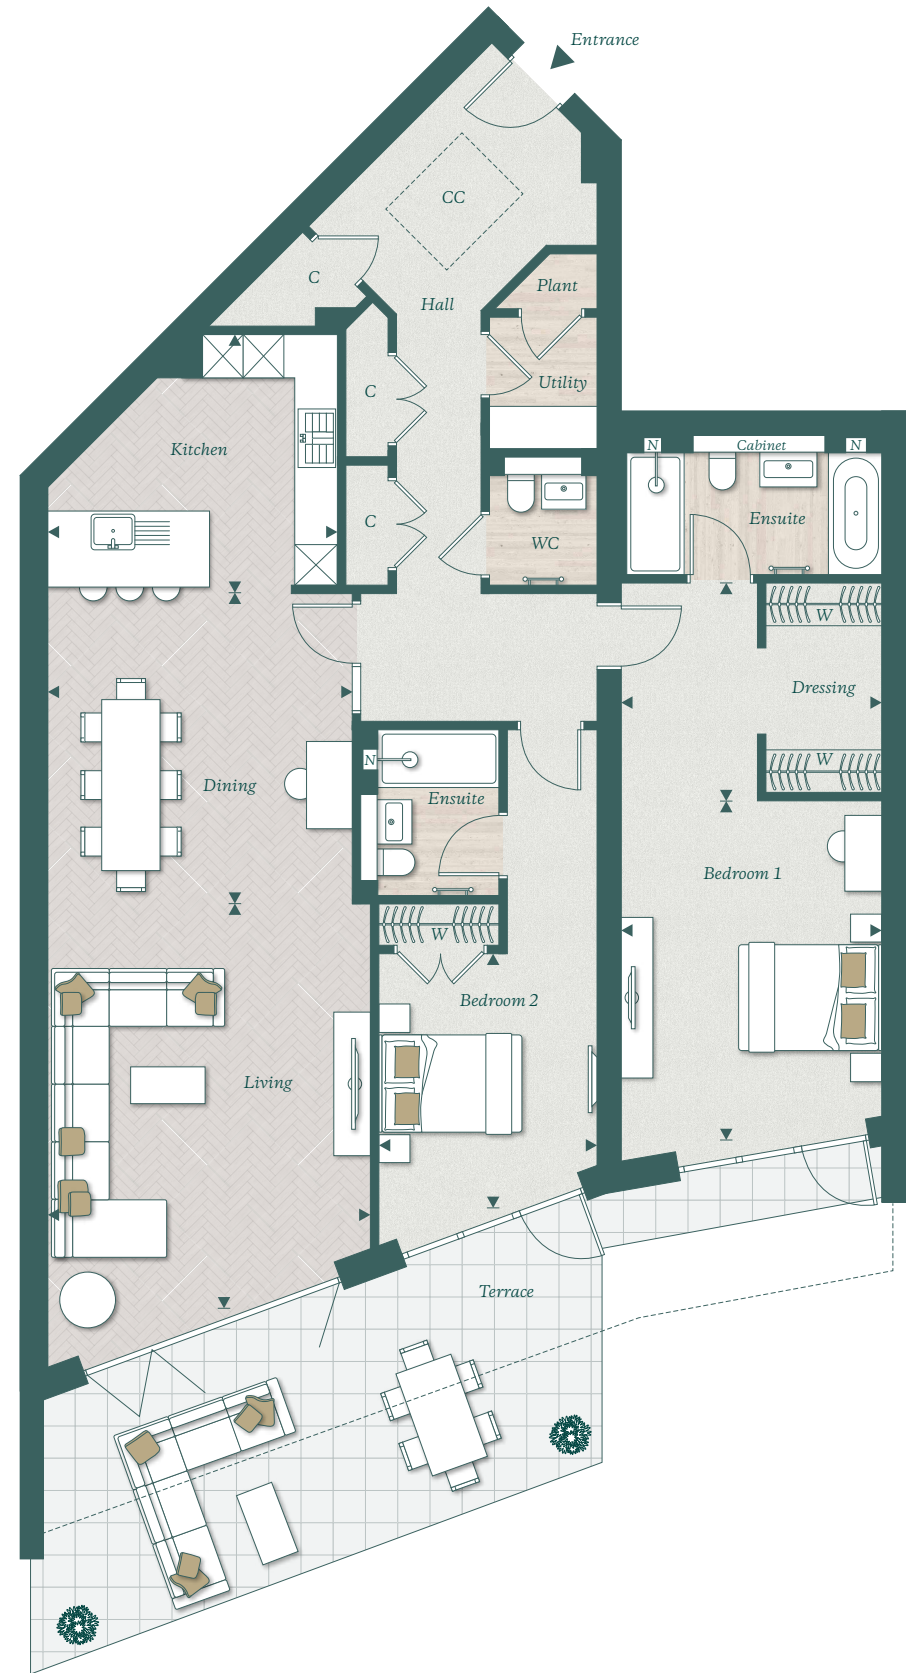 Entrance
CC
C
Plant
Hall
Utility
C
Kitchen
N
Cabinet
N
C
Ensuite
WC
W
Dressing
N
W
Dining
Ensuite
Bedroom 1
W
Bedroom 2
Living
Terrace